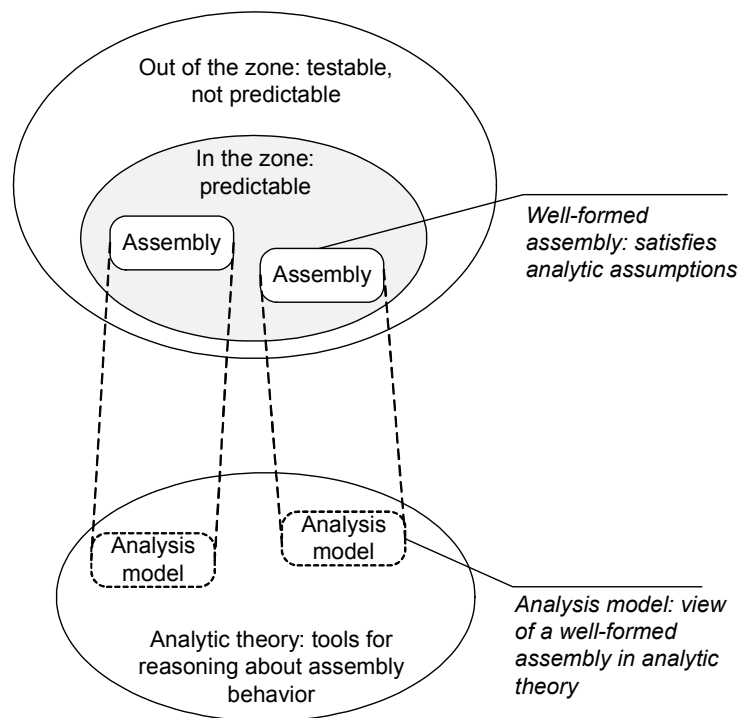 Out of the zone: testable,
not predictable
In the zone:
predictable
Assembly
Assembly
Well-formed
assembly: satisfies
analytic assumptions
Analysis
model
Analysis
model
Analysis model: view
of a well-formed
assembly in analytic
theory
Analytic theory: tools for
reasoning about assembly
behavior